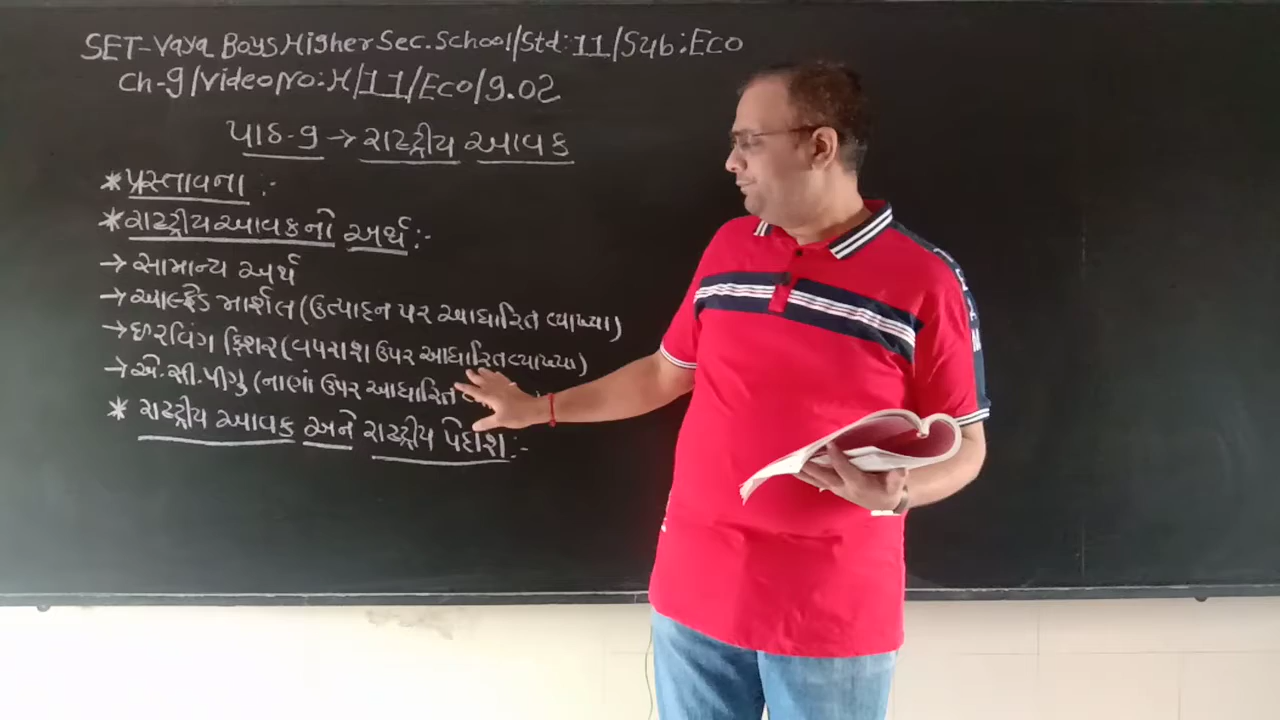 SET-Vaya Boys Higher Sec. School/Std:11/Sub:Eco
Ch-9/Video No:H/11/Eco/9.02
પાઠ-9 → રાષ્ટ્રીય આવક
* પ્રસ્તાવના :-
* રાષ્ટ્રીય આવકનો અર્થ :-
→ સામાન્ય અર્થ
→ આલ્ફ્રેડ માર્શલ (ઉત્પાદન પર આધારિત વ્યાખ્યા)
→ ઇરવિંગ ફિશર (વપરાશ ઉપર આધારિત વ્યાખ્યા)
→ એ.સી.પીગુ (નાણાં ઉપર આધારિત
* રાષ્ટ્રીય આવક અને રાષ્ટ્રીય પેદાશ :-